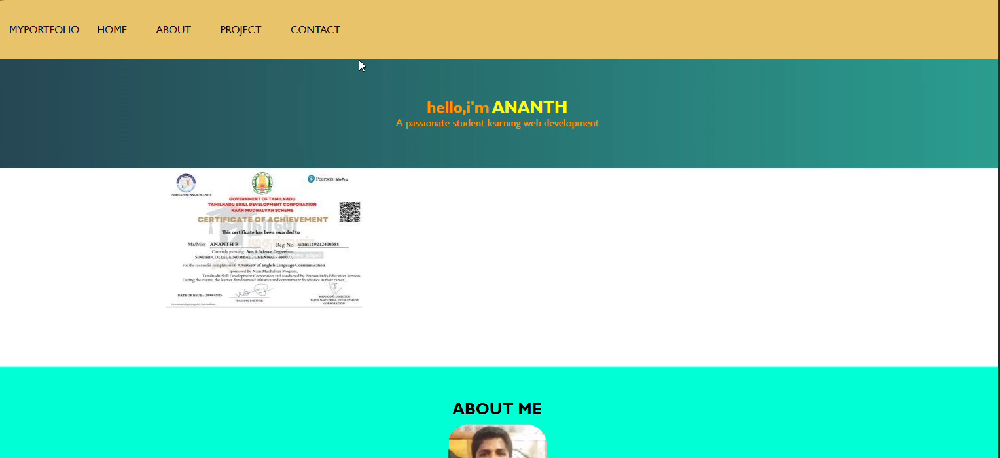 MYPORTFOLIO HOME ABOUT PROJECT CONTACT
hello,i'm ANANTH
A passionate student learning web development
Pearson MePro
GOVERNMENT OF TAMILNADU
TAMILNADU SKILL DEVELOPMENT CORPORATION
NAAN MUDHALVAN SCHEME
CERTIFICATE OF ACHIEVEMENT
This certificate has been awarded to
Mr/Miss ANANTH R Reg No unm119212400388
Currently pursuing Arts & Science Degree from
SINDHI COLLEGE,NUMBAL , CHENNAI – 600 077.
For the successful completion of Overview of English Language Communication
sponsored by Naan Mudhalvan Program,
Tamilnadu Skill Development Corporation and conducted by Pearson India Education Services.
During the course, the learner demonstrated initiative and commitment to advance in their career.
DATE OF ISSUE :- 28/08/2025
TRAINING PARTNER
MANAGING DIRECTOR
TAMIL NADU SKILL DEVELOPMENT
CORPORATION
ABOUT ME